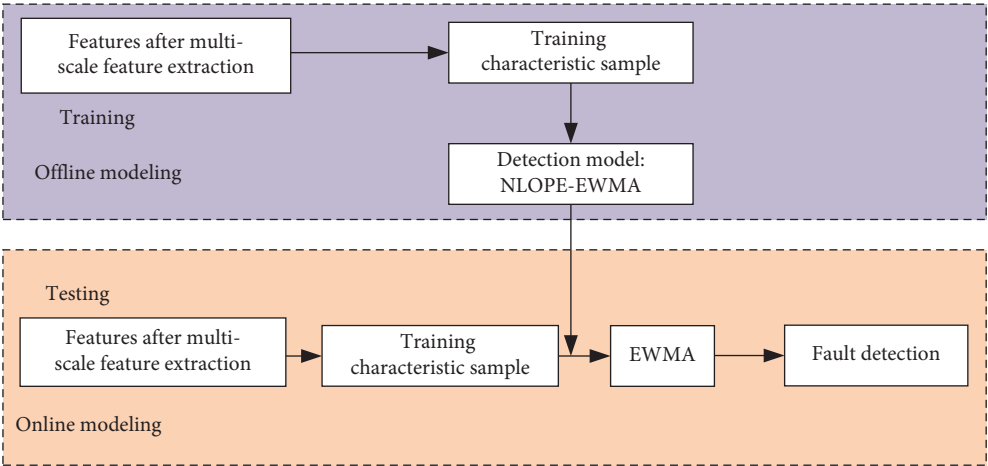 Features after multi-
scale feature extraction
Training
characteristic sample
Training
Offline modeling
Detection model:
NLOPE-EWMA
Testing
Features after multi-
scale feature extraction
Training
characteristic sample
EWMA
Fault detection
Online modeling